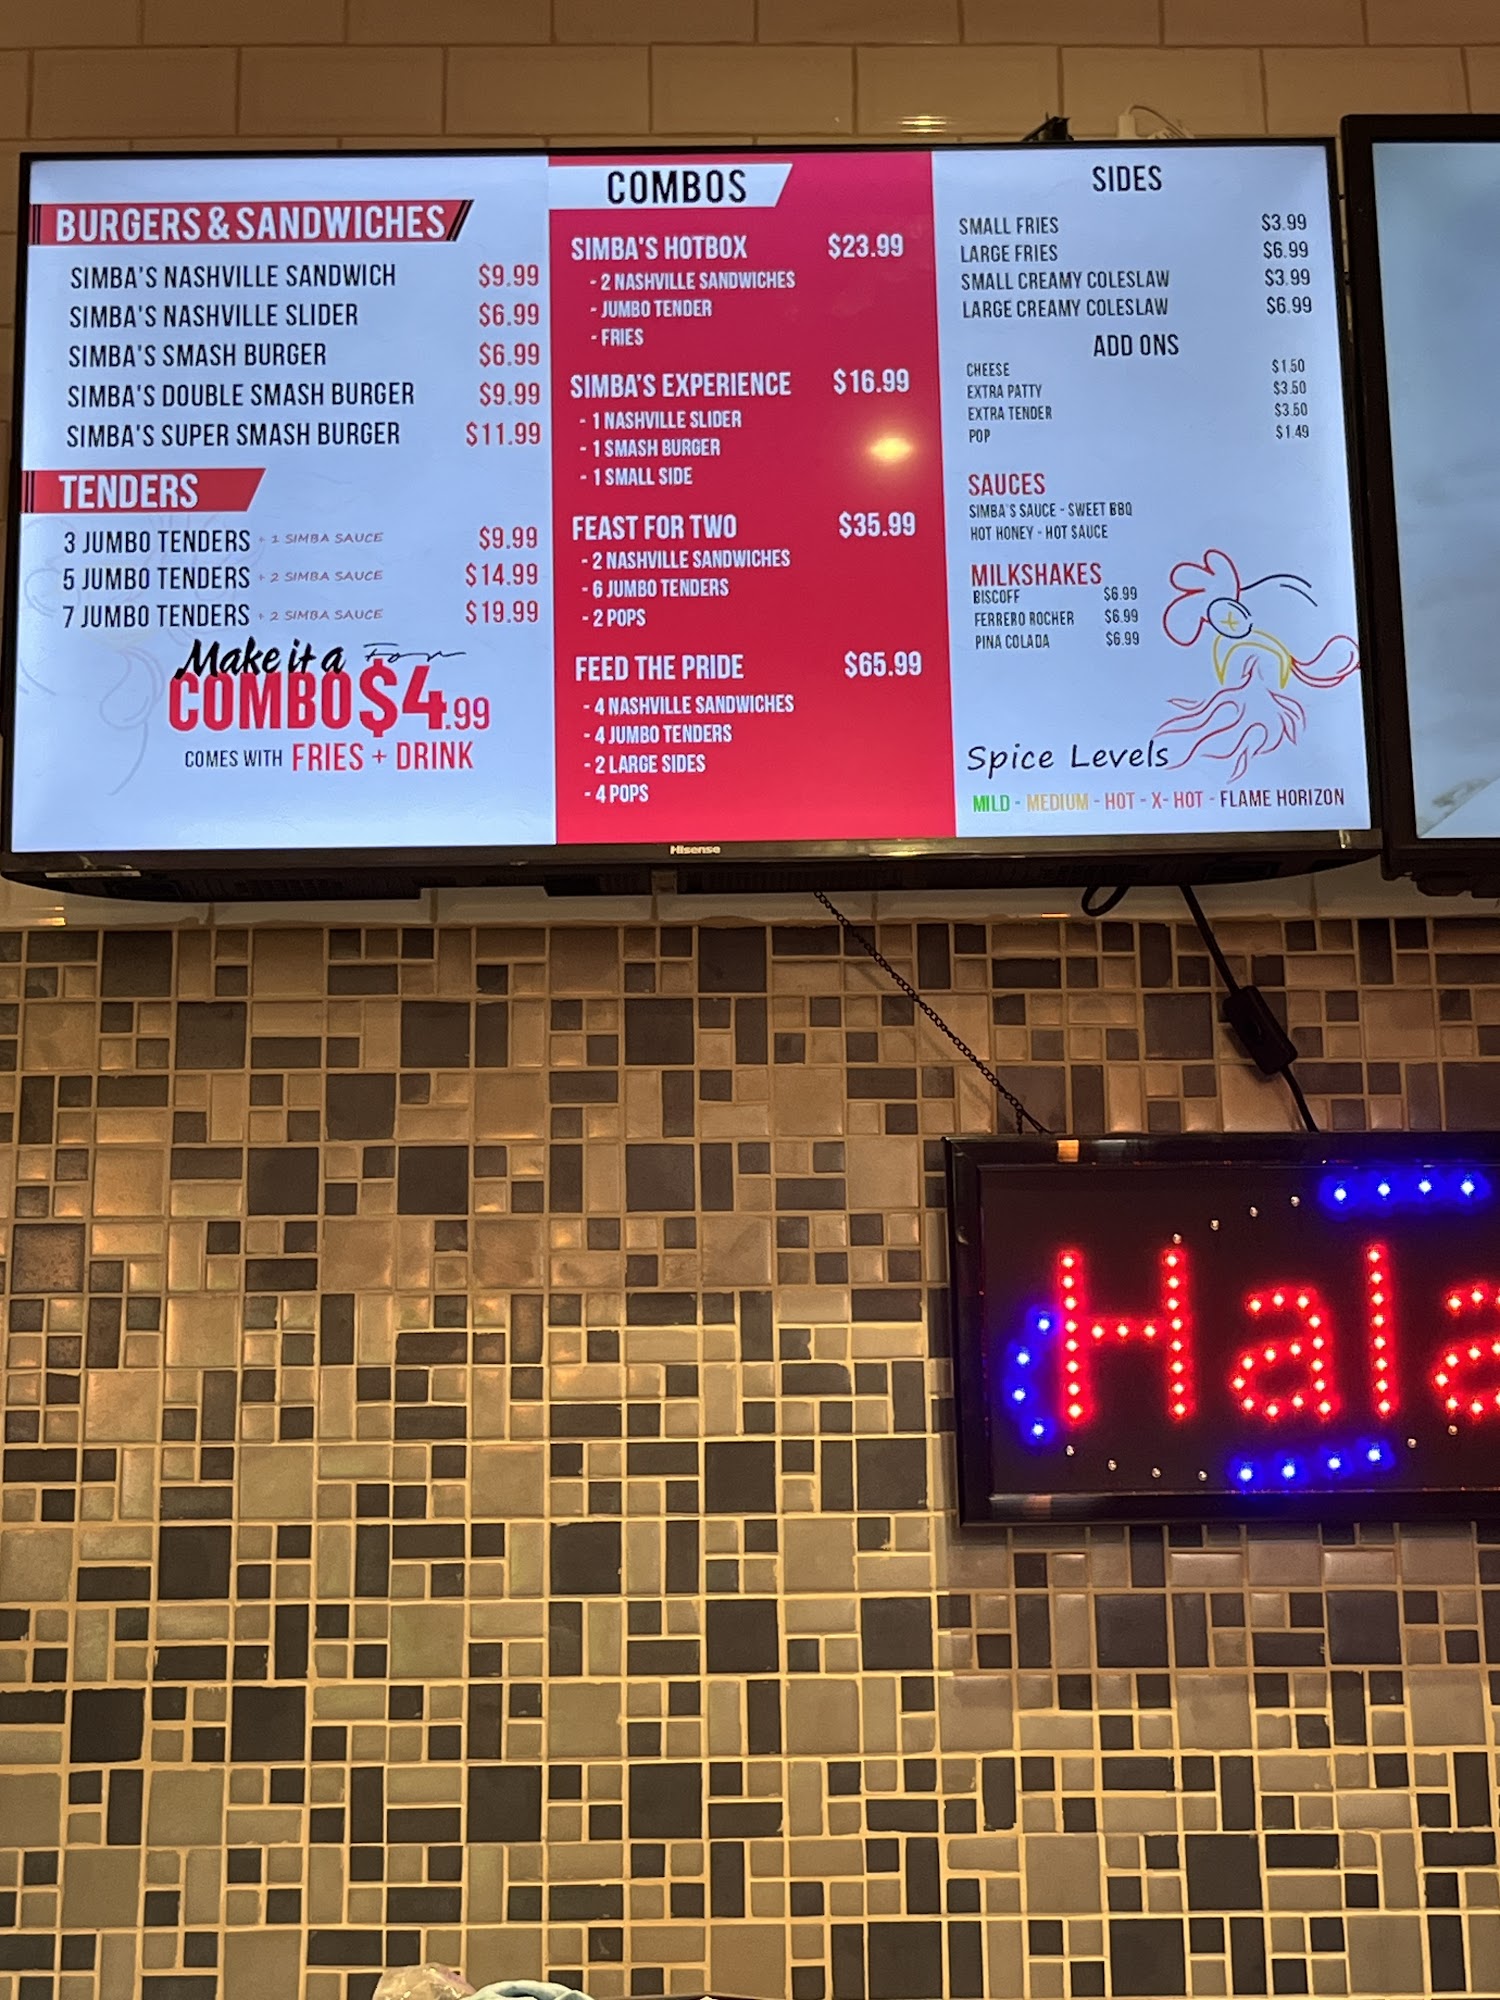 BURGERS & SANDWICHES
SIMBA'S NASHVILLE SANDWICH $9.99
SIMBA'S NASHVILLE SLIDER $6.99
SIMBA'S SMASH BURGER $6.99
SIMBA'S DOUBLE SMASH BURGER $9.99
SIMBA'S SUPER SMASH BURGER $11.99
TENDERS
3 JUMBO TENDERS + 1 SIMBA SAUCE $9.99
5 JUMBO TENDERS + 2 SIMBA SAUCE $14.99
7 JUMBO TENDERS + 2 SIMBA SAUCE $19.99
Make it a For
COMBO $4.99
COMES WITH FRIES + DRINK
COMBOS
SIMBA'S HOTBOX $23.99
- 2 NASHVILLE SANDWICHES
- JUMBO TENDER
- FRIES
SIMBA'S EXPERIENCE $16.99
- 1 NASHVILLE SLIDER
- 1 SMASH BURGER
- 1 SMALL SIDE
FEAST FOR TWO $35.99
- 2 NASHVILLE SANDWICHES
- 6 JUMBO TENDERS
- 2 POPS
FEED THE PRIDE $65.99
- 4 NASHVILLE SANDWICHES
- 4 JUMBO TENDERS
- 2 LARGE SIDES
- 4 POPS
SIDES
SMALL FRIES $3.99
LARGE FRIES $6.99
SMALL CREAMY COLESLAW $3.99
LARGE CREAMY COLESLAW $6.99
ADD ONS
CHEESE $1.50
EXTRA PATTY $3.50
EXTRA TENDER $3.50
POP $1.49
SAUCES
SIMBA'S SAUCE - SWEET BBQ
HOT HONEY - HOT SAUCE
MILKSHAKES
BISCOFF $6.99
FERRERO ROCHER $6.99
PINA COLADA $6.99
Spice Levels
MILD - MEDIUM - HOT - X- HOT - FLAME HORIZON
Hisense
Hala